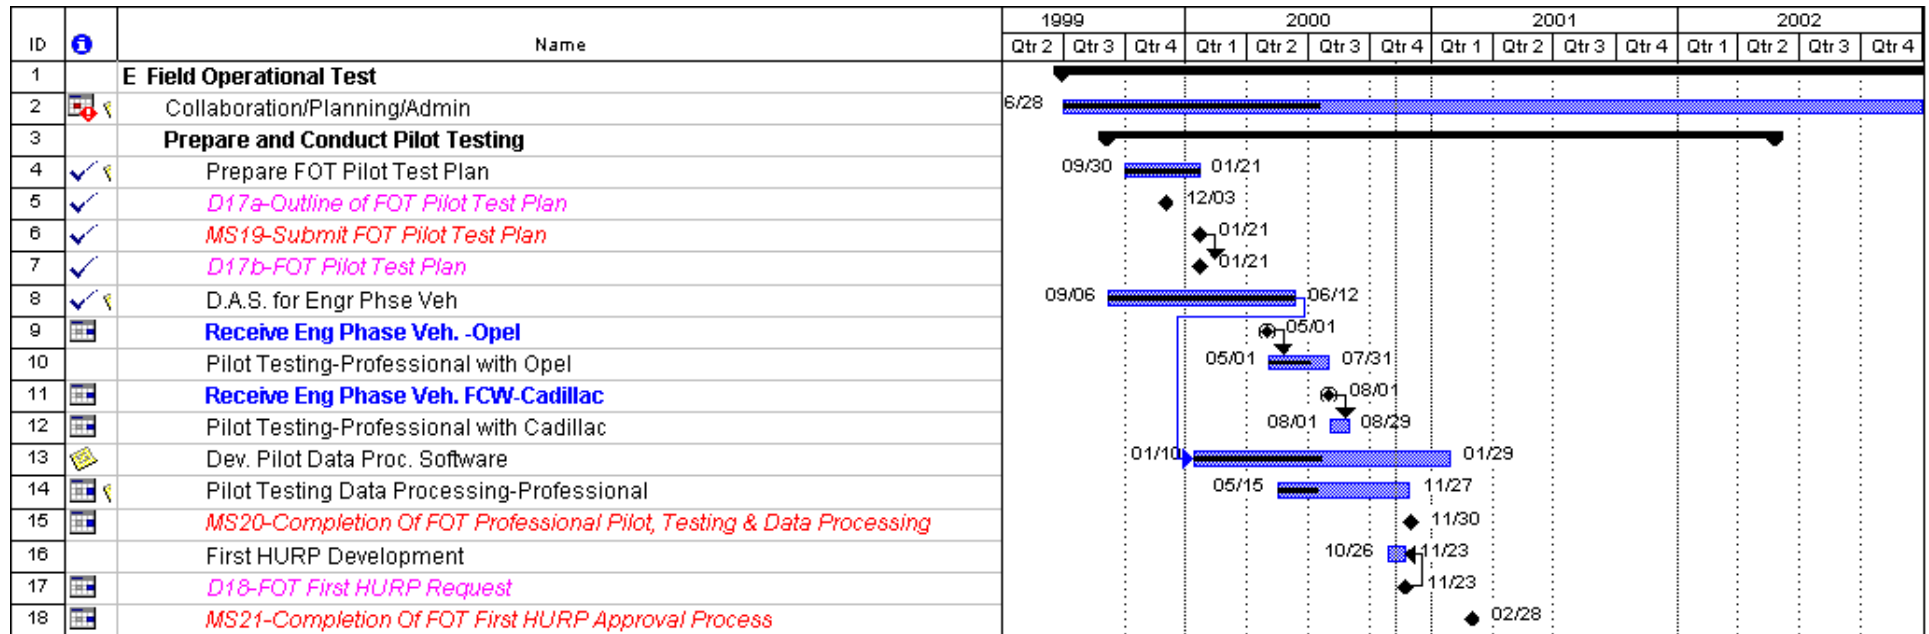 1999 2000 2001 2002
ID Name Qtr 2 Qtr 3 Qtr 4 Qtr 1 Qtr 2 Qtr 3 Qtr 4 Qtr 1 Qtr 2 Qtr 3 Qtr 4 Qtr 1 Qtr 2 Qtr 3 Qtr 4
1 E Field Operational Test
2 Collaboration/Planning/Admin 6/28
3 Prepare and Conduct Pilot Testing
4 Prepare FOT Pilot Test Plan 09/30 01/21
5 D17a-Outline of FOT Pilot Test Plan 12/03
6 MS19-Submit FOT Pilot Test Plan 01/21
7 D17b-FOT Pilot Test Plan 01/21
8 D.A.S. for Engr Phse Veh 09/06 06/12
9 Receive Eng Phase Veh. -Opel 05/01
10 Pilot Testing-Professional with Opel 05/01 07/31
11 Receive Eng Phase Veh. FCW-Cadillac 08/01
12 Pilot Testing-Professional with Cadillac 08/01 08/29
13 Dev. Pilot Data Proc. Software 01/10 01/29
14 Pilot Testing Data Processing-Professional 05/15 11/27
15 MS20-Completion Of FOT Professional Pilot, Testing & Data Processing 11/30
16 First HURP Development 10/26 11/23
17 D18-FOT First HURP Request 11/23
18 MS21-Completion Of FOT First HURP Approval Process 02/28